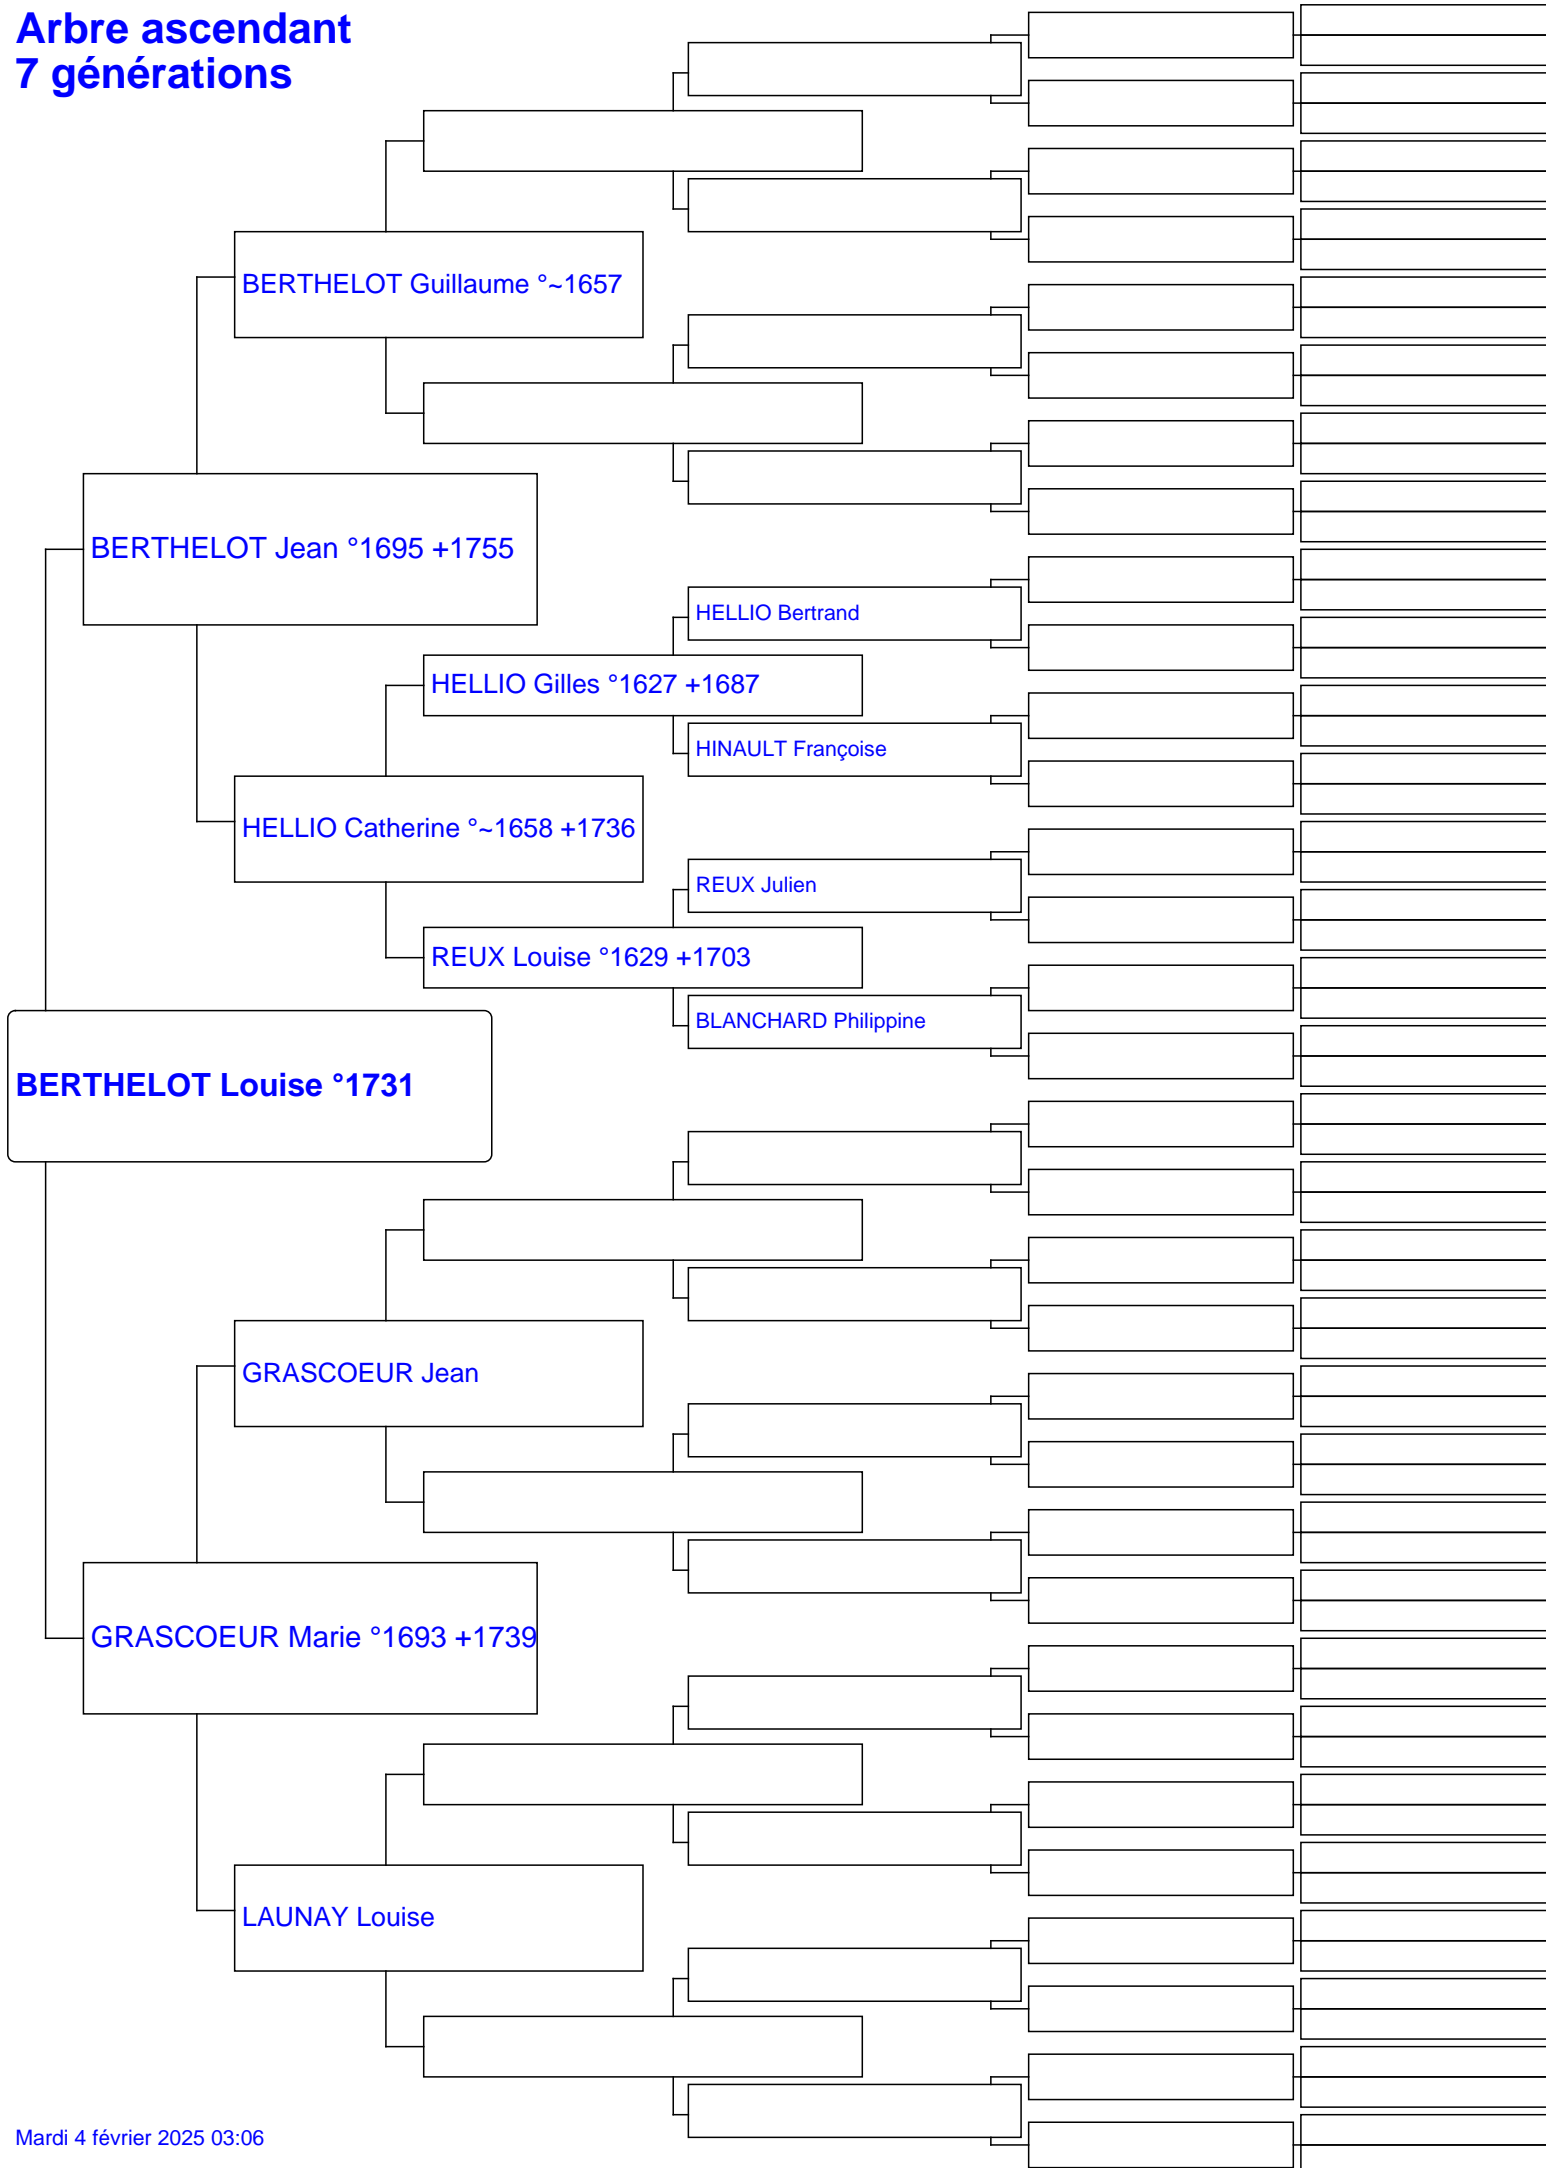 Arbre ascendant
7 générations
BERTHELOT Guillaume °~1657
BERTHELOT Jean °1695 +1755
HELLIO Bertrand
HELLIO Gilles °1627 +1687
HINAULT Françoise
HELLIO Catherine °~1658 +1736
REUX Julien
REUX Louise °1629 +1703
BLANCHARD Philippine
BERTHELOT Louise °1731
GRASCOEUR Jean
GRASCOEUR Marie °1693 +1739
LAUNAY Louise
Mardi 4 février 2025 03:06